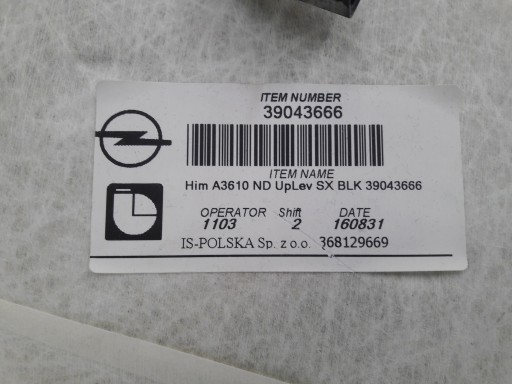 ITEM NUMBER
39043666
ITEM NAME
Him A3610 ND UpLev SX BLK 39043666
OPERATOR Shift DATE
1103 2 160831
IS-POLSKA Sp. z o.o. 368129669